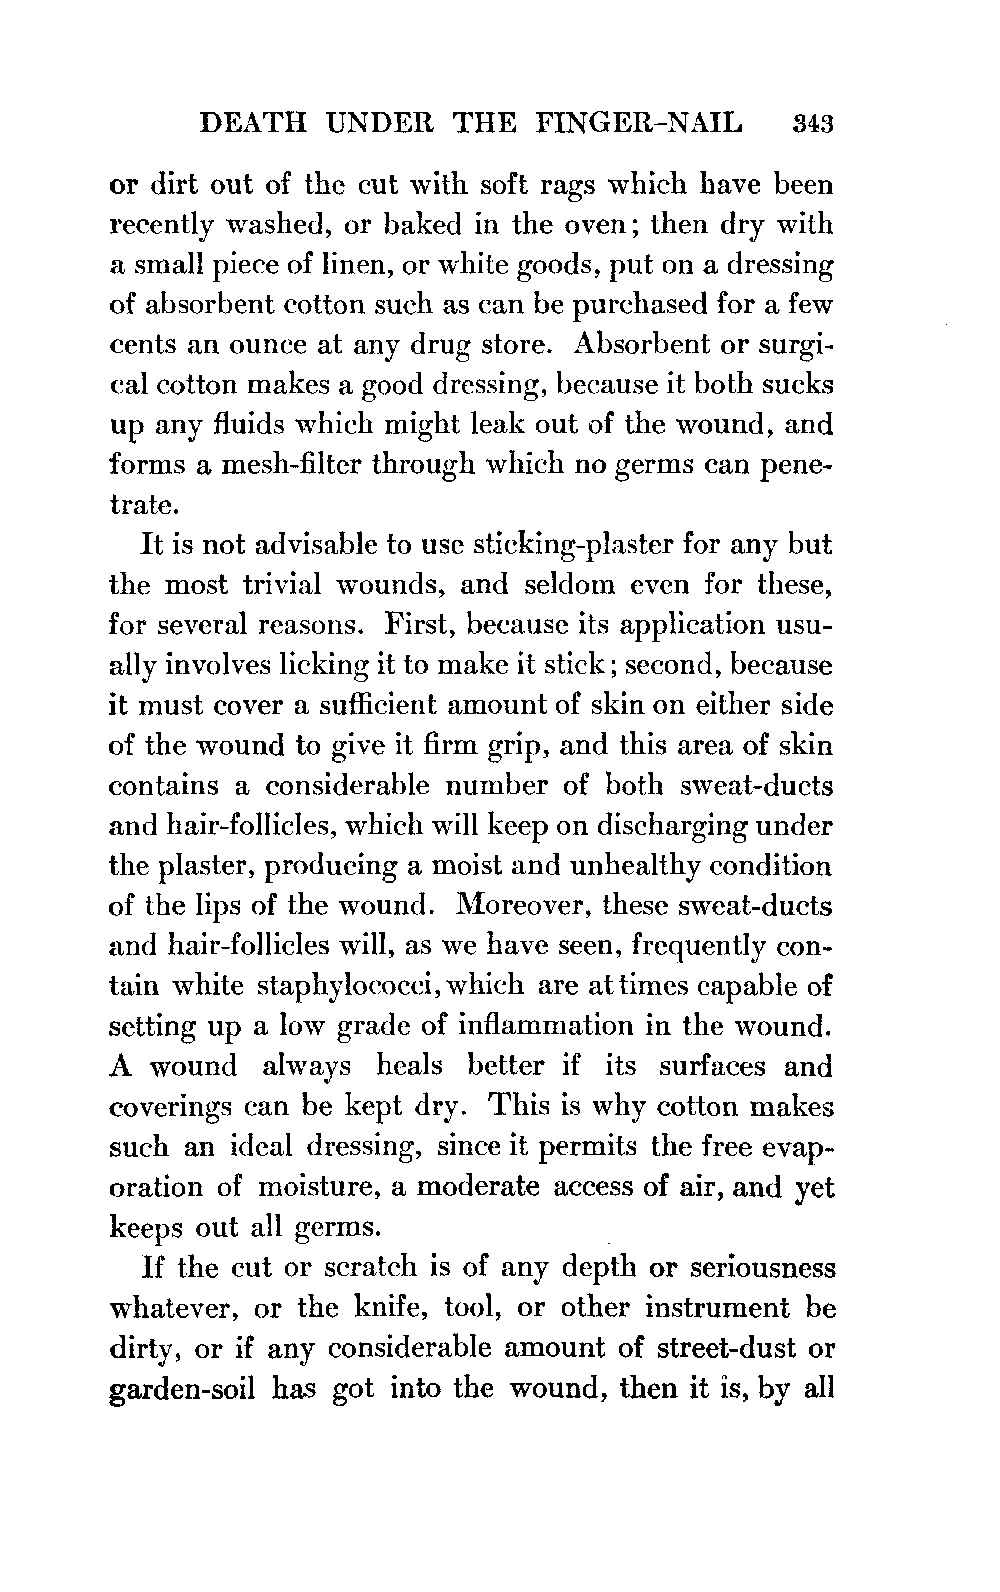 DEATH UNDER THE FINGER-NAIL 343
or dirt out of the cut with soft rags which have been
recently washed, or baked in the oven; then dry with
a small piece of linen, or white goods, put on a dressing
of absorbent cotton such as can be purchased for a few
cents an ounce at any drug store. Absorbent or surgi-
cal cotton makes a good dressing, because it both sucks
up any fluids which might leak out of the wound, and
forms a mesh-filter through which no germs can pene-
trate.
It is not advisable to use sticking-plaster for any but
the most trivial wounds, and seldom even for these,
for several reasons. First, because its application usu-
ally involves licking it to make it stick; second, because
it must cover a sufficient amount of skin on either side
of the wound to give it firm grip, and this area of skin
contains a considerable number of both sweat-ducts
and hair-follicles, which will keep on discharging under
the plaster, producing a moist and unhealthy condition
of the lips of the wound. Moreover, these sweat-ducts
and hair-follicles will, as we have seen, frequently con-
tain white staphylococci, which are at times capable of
setting up a low grade of inflammation in the wound.
A wound always heals better if its surfaces and
coverings can be kept dry. This is why cotton makes
such an ideal dressing, since it permits the free evap-
oration of moisture, a moderate access of air, and yet
keeps out all germs.
If the cut or scratch is of any depth or seriousness
whatever, or the knife, tool, or other instrument be
dirty, or if any considerable amount of street-dust or
garden-soil has got into the wound, then it is, by all